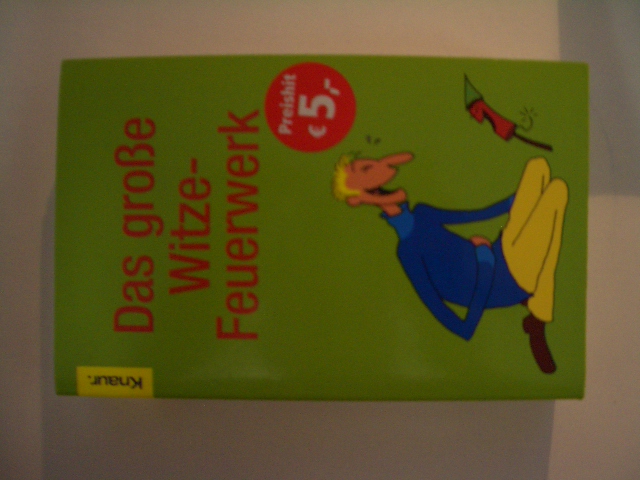 Das große
Witze-
Feuerwerk
Preishit
€ 5,-
Knaur.